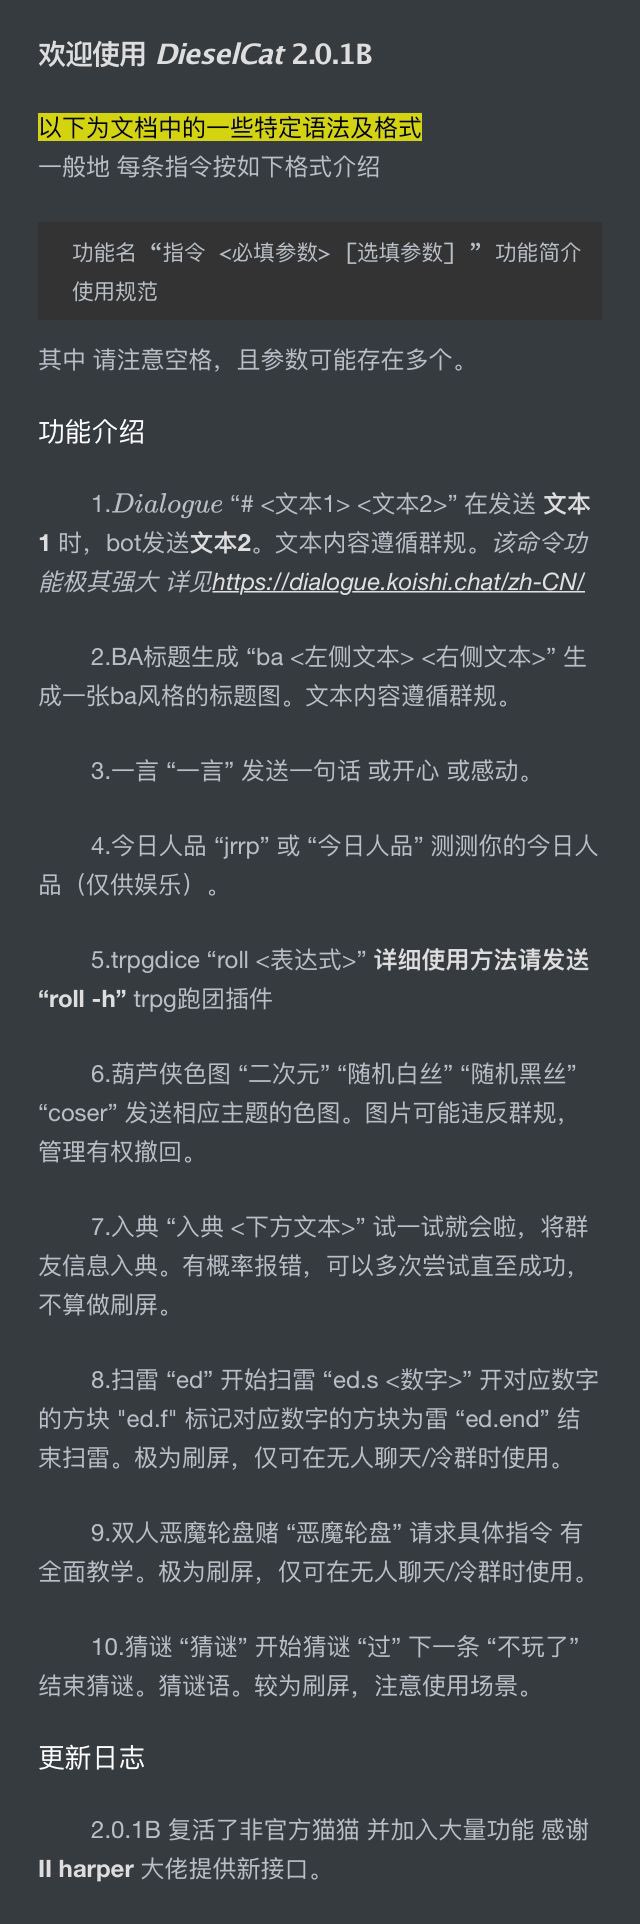 欢迎使用 DieselCat 2.0.1B
以下为文档中的一些特定语法及格式
一般地 每条指令按如下格式介绍
功能名 “指令 <必填参数> [选填参数] ” 功能简介
使用规范
其中 请注意空格，且参数可能存在多个。
功能介绍
1.Dialogue “# <文本1> <文本2>” 在发送 文本
1 时，bot发送文本2。文本内容遵循群规。该命令功
能极其强大 详见https://dialogue.koishi.chat/zh-CN/
2.BA标题生成 “ba <左侧文本> <右侧文本>” 生
成一张ba风格的标题图。文本内容遵循群规。
3.一言 “一言” 发送一句话 或开心 或感动。
4.今日人品 “jrrp” 或 “今日人品” 测测你的今日人
品（仅供娱乐）。
5.trpgdice “roll <表达式>” 详细使用方法请发送
“roll -h” trpg跑团插件
6.葫芦侠色图 “二次元” “随机白丝” “随机黑丝”
“coser” 发送相应主题的色图。图片可能违反群规，
管理有权撤回。
7.入典 “入典 <下方文本>” 试一试就会啦，将群
友信息入典。有概率报错，可以多次尝试直至成功，
不算做刷屏。
8.扫雷 “ed” 开始扫雷 “ed.s <数字>” 开对应数字
的方块 "ed.f" 标记对应数字的方块为雷 “ed.end” 结
束扫雷。极为刷屏，仅可在无人聊天/冷群时使用。
9.双人恶魔轮盘赌 “恶魔轮盘” 请求具体指令 有
全面教学。极为刷屏，仅可在无人聊天/冷群时使用。
10.猜谜 “猜谜” 开始猜谜 “过” 下一条 “不玩了”
结束猜谜。猜谜语。较为刷屏，注意使用场景。
更新日志
2.0.1B 复活了非官方猫猫 并加入大量功能 感谢
II harper 大佬提供新接口。